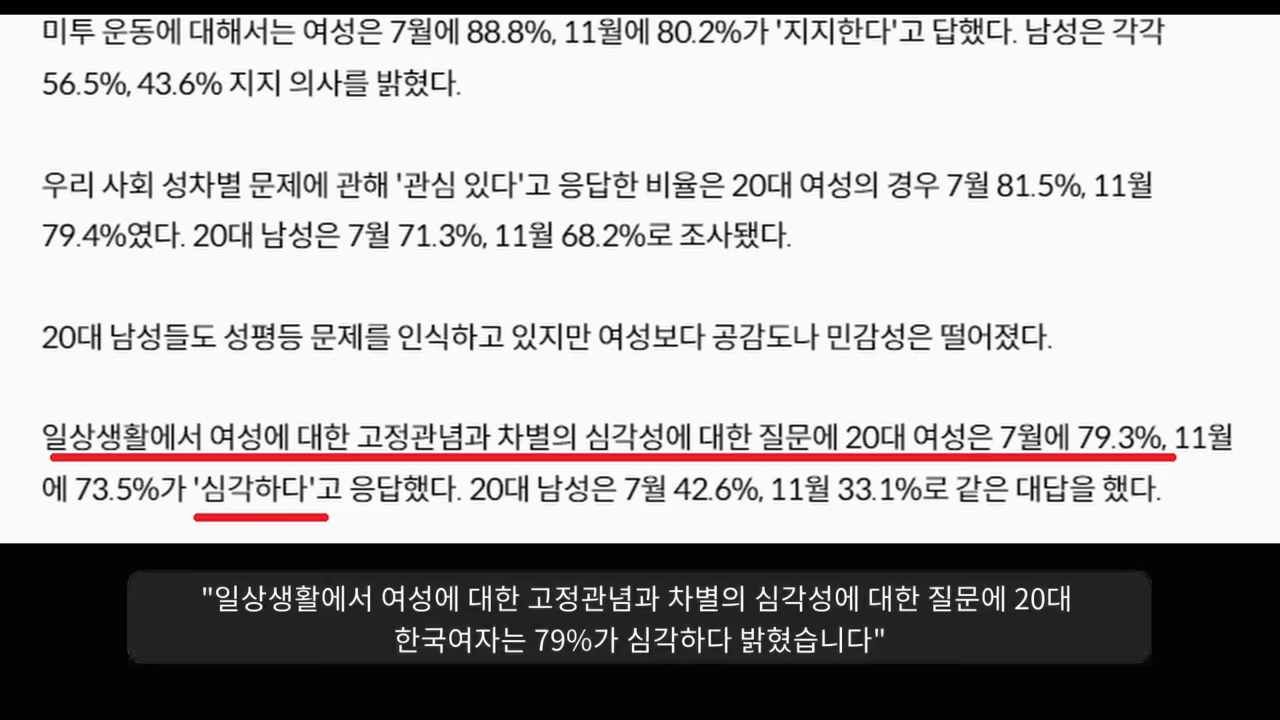 미투 운동에 대해서는 여성은 7월에 88.8%, 11월에 80.2%가 '지지한다'고 답했다. 남성은 각각
56.5%, 43.6% 지지 의사를 밝혔다.
우리 사회 성차별 문제에 관해 '관심 있다'고 응답한 비율은 20대 여성의 경우 7월 81.5%, 11월
79.4%였다. 20대 남성은 7월 71.3%, 11월 68.2%로 조사됐다.
20대 남성들도 성평등 문제를 인식하고 있지만 여성보다 공감도나 민감성은 떨어졌다.
일상생활에서 여성에 대한 고정관념과 차별의 심각성에 대한 질문에 20대 여성은 7월에 79.3%, 11월
에 73.5%가 '심각하다'고 응답했다. 20대 남성은 7월 42.6%, 11월 33.1%로 같은 대답을 했다.
"일상생활에서 여성에 대한 고정관념과 차별의 심각성에 대한 질문에 20대
한국여자는 79%가 심각하다 밝혔습니다"